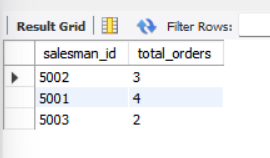 Result Grid Filter Rows:
salesman_id total_orders
5002 3
5001 4
5003 2